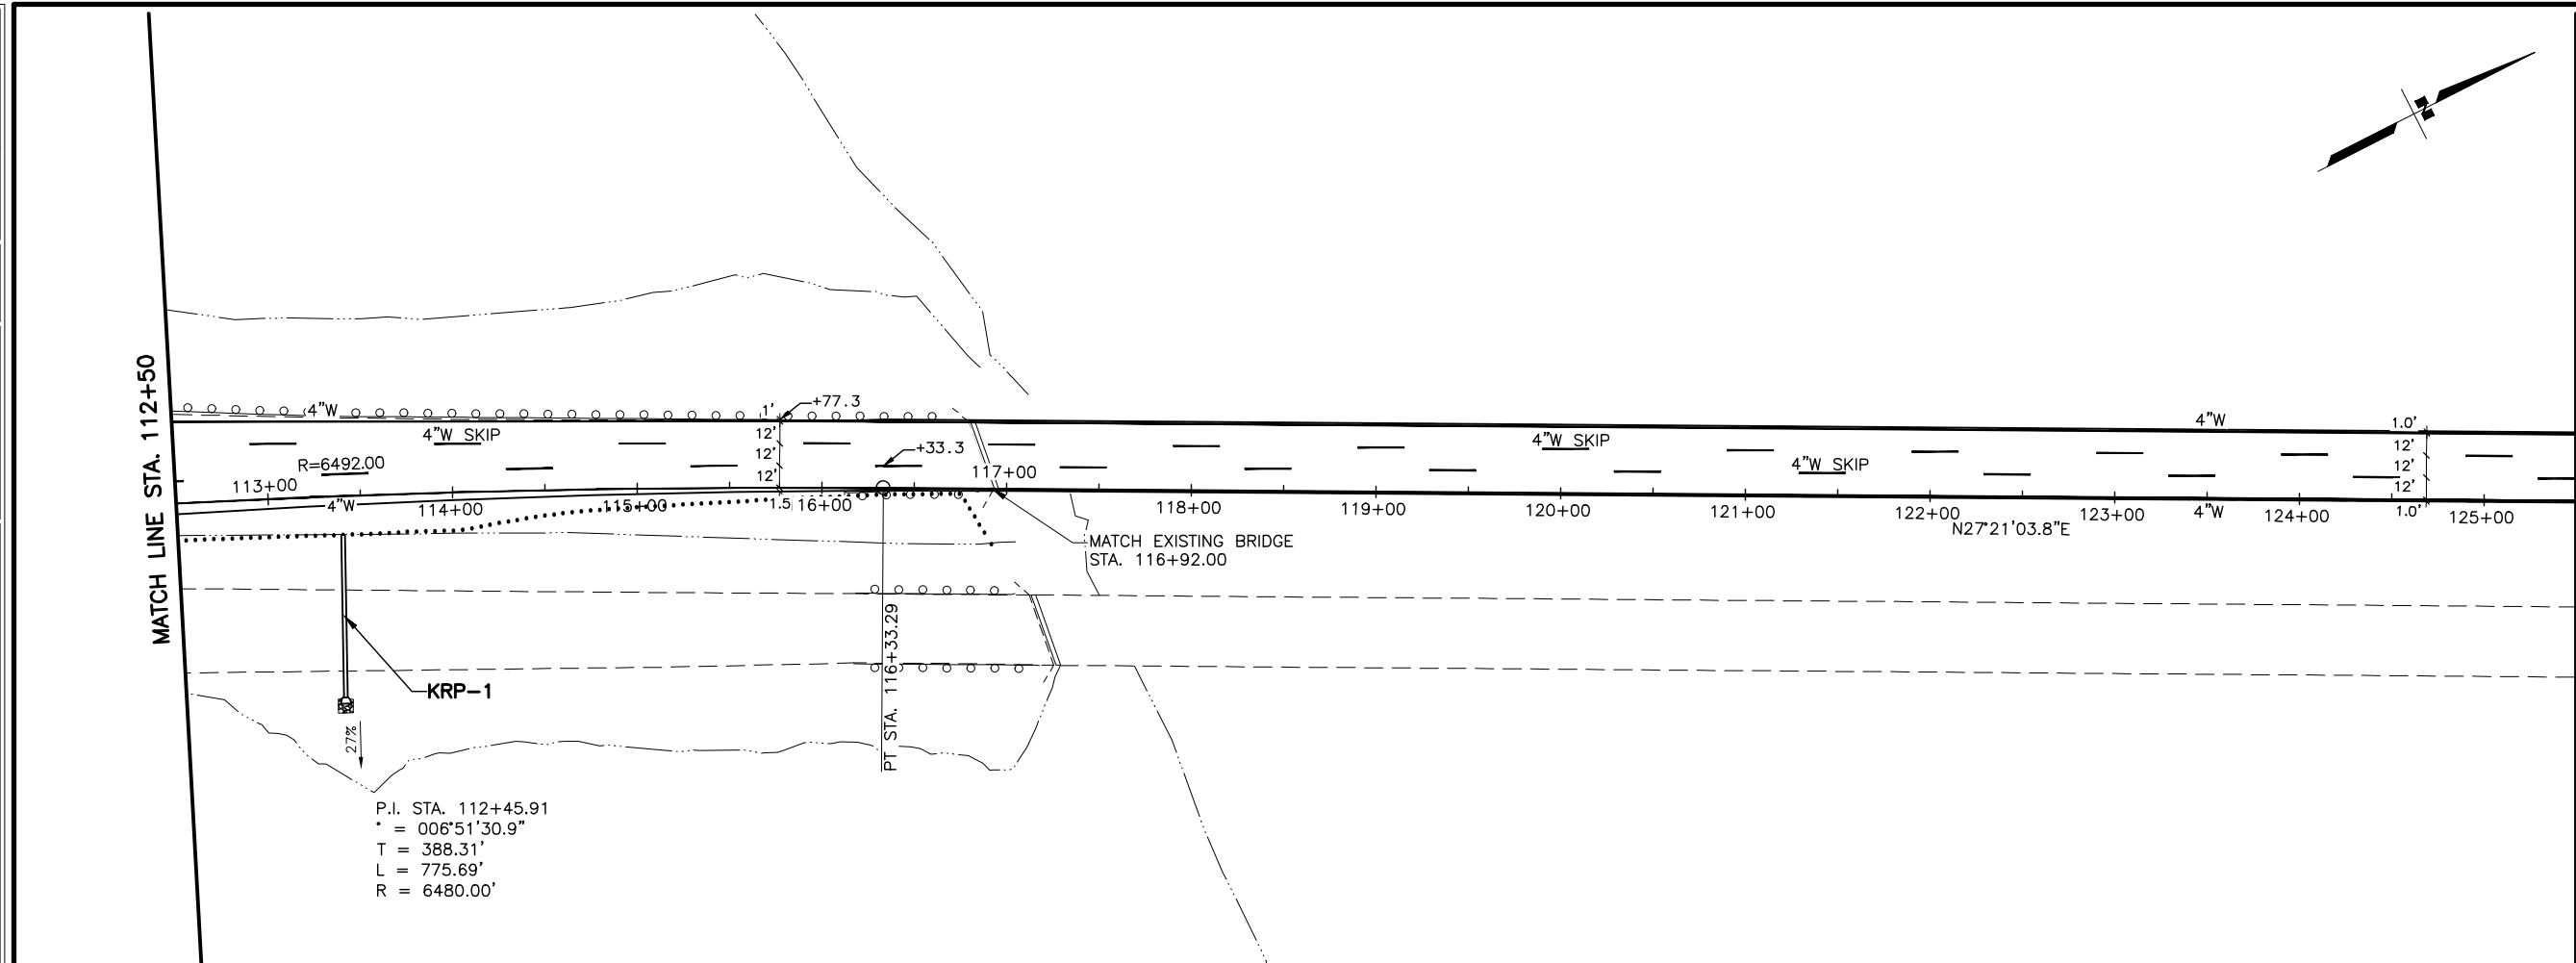 MATCH LINE STA. 112+50
4"W
4"W SKIP
R=6492.00
113+00
4"W
114+00
115+00
1'
+77.3
12'
12'
12'
1.5
116+00
+33.3
117+00
MATCH EXISTING BRIDGE
STA. 116+92.00
118+00
119+00
120+00
121+00
122+00
123+00
124+00
125+00
4"W SKIP
4"W SKIP
4"W
1.0'
12'
12'
12'
1.0'
4"W
N27°21'03.8"E
N
PT STA. 116+33.29
KRP-1
27%
P.I. STA. 112+45.91
° = 006°51'30.9"
T = 388.31'
L = 775.69'
R = 6480.00'